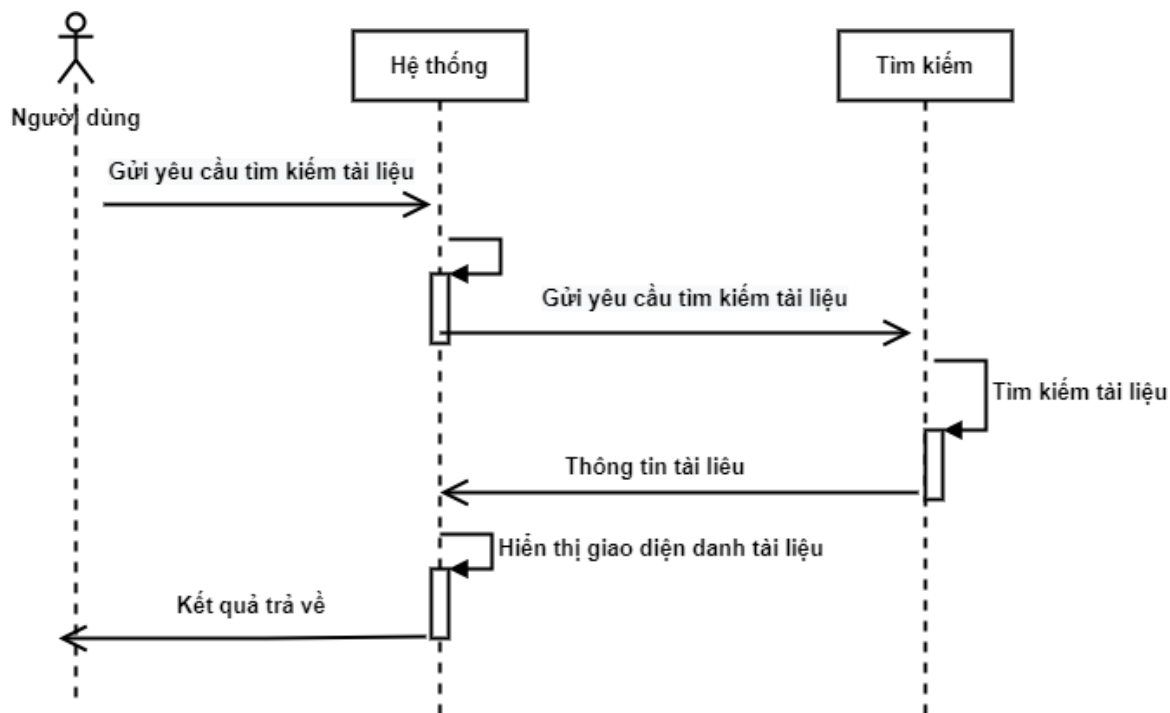 Hệ thống
Tìm kiếm
Người dùng
Gửi yêu cầu tìm kiếm tài liệu
Gửi yêu cầu tìm kiếm tài liệu
Tìm kiếm tài liệu
Thông tin tài liêu
Hiển thị giao diện danh tài liệu
Kết quả trả về